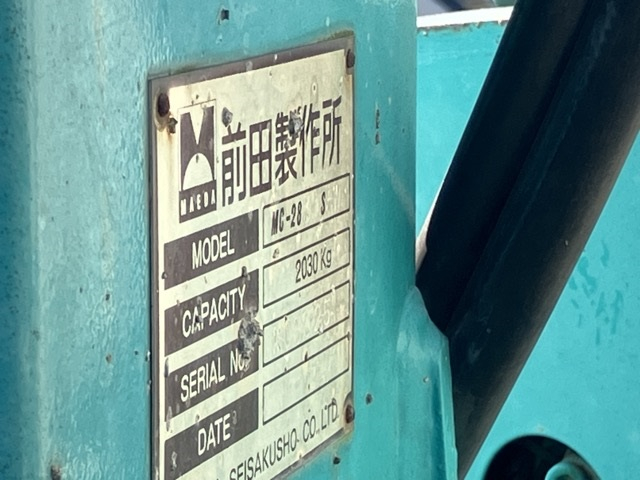 前田製作所
MAEDA
MODEL MC-28 S
CAPACITY 2030 Kg
SERIAL NO.
DATE
SEISAKUSHO CO., LTD.